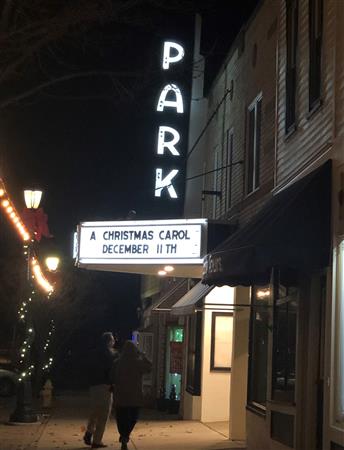 PARK
A CHRISTMAS CAROL
DECEMBER 11TH